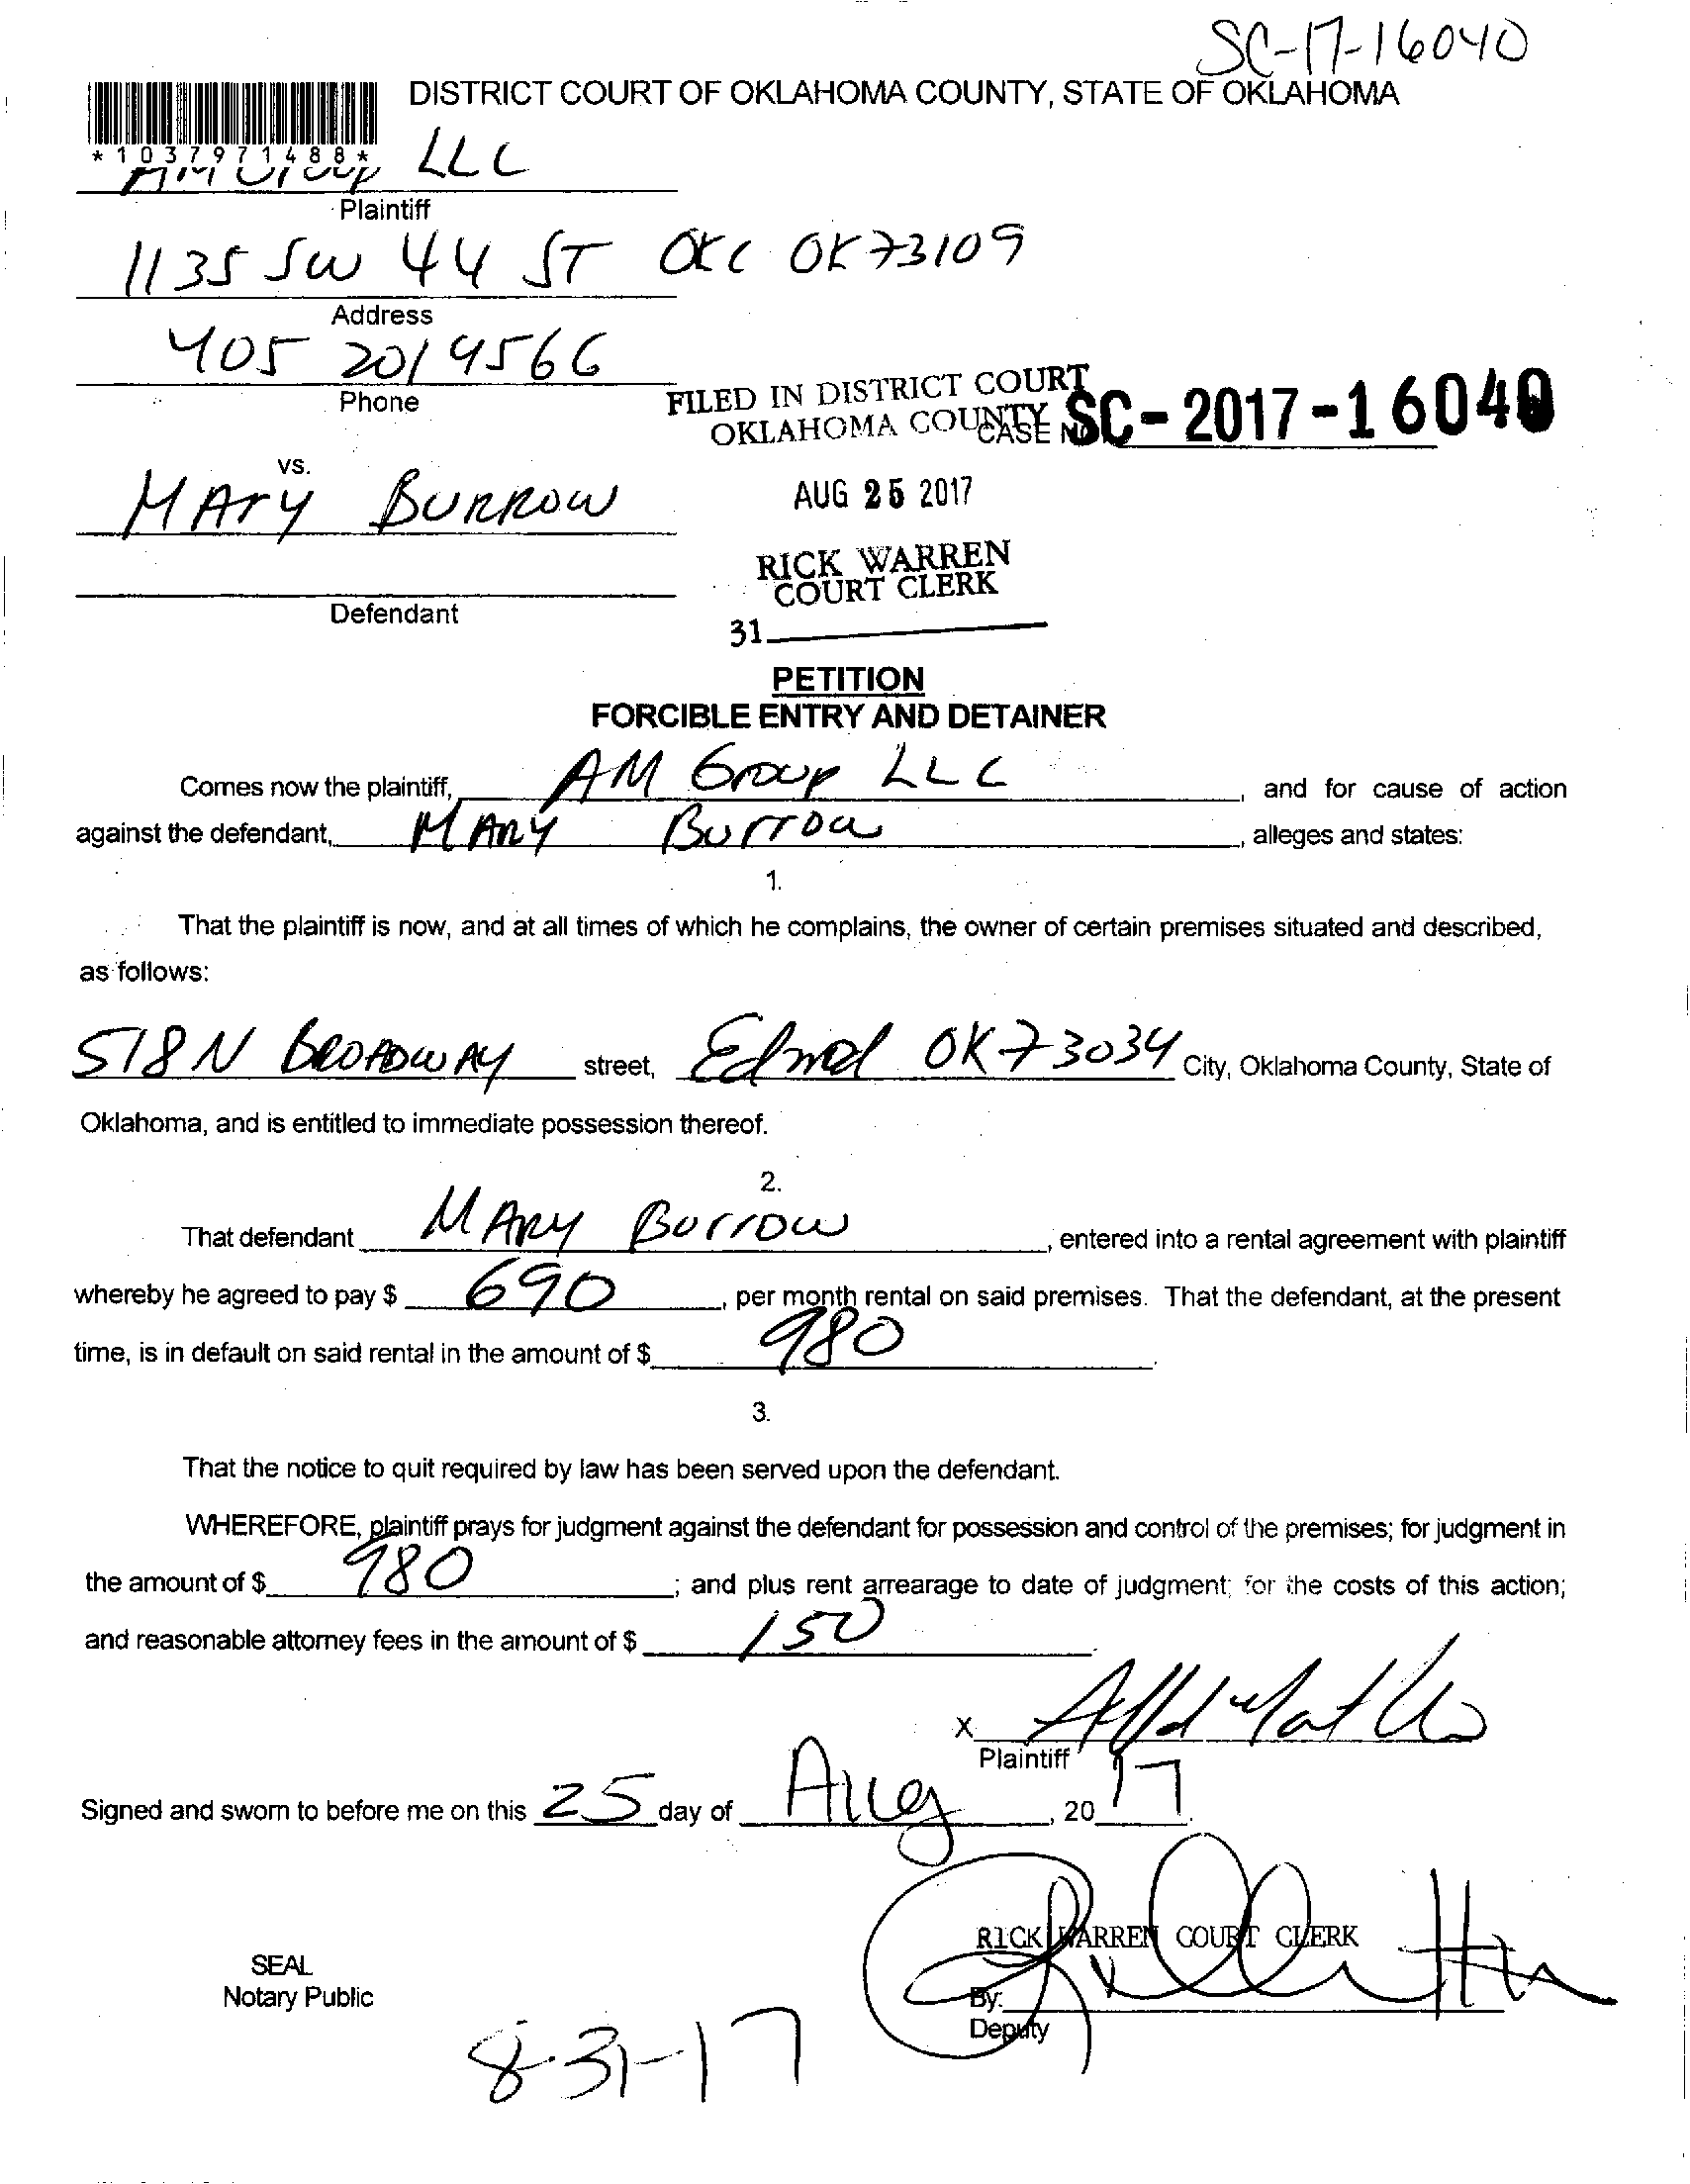 SC-17-16040
DISTRICT COURT OF OKLAHOMA COUNTY, STATE OF OKLAHOMA
*1037971488*
AM Group LLC
Plaintiff
1135 SW 44 ST OKC OK 73109
Address
405 201 9566
Phone
FILED IN DISTRICT COURT
OKLAHOMA COUNTY
CASE NO. SC-2017-16040
vs.
MARY BURROW
AUG 25 2017
RICK WARREN
COURT CLERK
Defendant
31
PETITION
FORCIBLE ENTRY AND DETAINER
Comes now the plaintiff, AM Group LLC, and for cause of action
against the defendant, MARY Burrow, alleges and states:
1.
That the plaintiff is now, and at all times of which he complains, the owner of certain premises situated and described,
as follows:
518 N BROADWAY street, Edmond OK 73034 City, Oklahoma County, State of
Oklahoma, and is entitled to immediate possession thereof.
2.
That defendant MARY Burrow, entered into a rental agreement with plaintiff
whereby he agreed to pay $ 690, per month rental on said premises. That the defendant, at the present
time, is in default on said rental in the amount of $ 980.
3.
That the notice to quit required by law has been served upon the defendant.
WHEREFORE, plaintiff prays for judgment against the defendant for possession and control of the premises; for judgment in
the amount of $ 980; and plus rent arrearage to date of judgment; for the costs of this action;
and reasonable attorney fees in the amount of $ 150.
X
Plaintiff
Signed and sworn to before me on this 25 day of Aug, 2017.
RICK WARREN COURT CLERK
SEAL
Notary Public
By:
Deputy
8-31-17